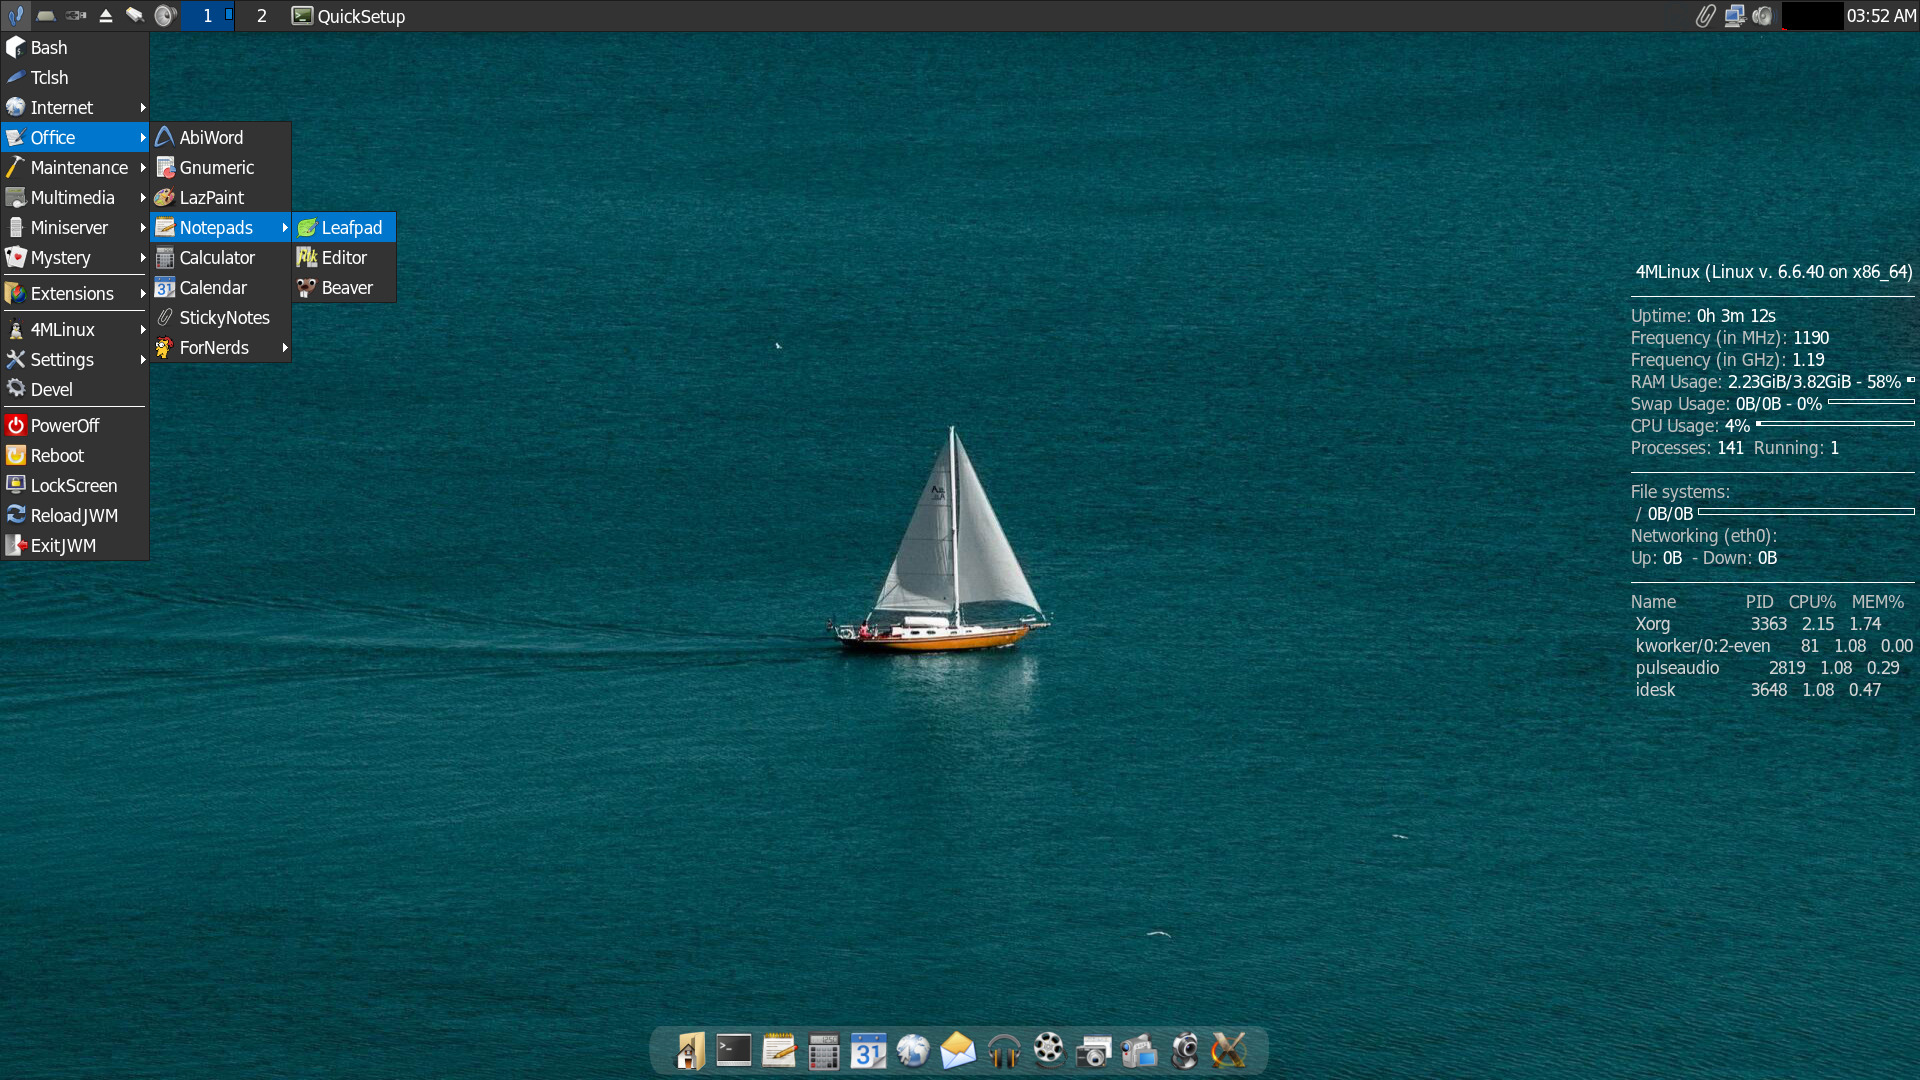 1
2
QuickSetup
03:52 AM
Bash
Tclsh
Internet
Office
Maintenance
Multimedia
Miniserver
Mystery
Extensions
4MLinux
Settings
Devel
PowerOff
Reboot
LockScreen
ReloadJWM
ExitJWM
AbiWord
Gnumeric
LazPaint
Notepads
Calculator
31 Calendar
StickyNotes
ForNerds
Leafpad
Editor
Beaver
4MLinux (Linux v. 6.6.40 on x86_64)
Uptime: 0h 3m 12s
Frequency (in MHz): 1190
Frequency (in GHz): 1.19
RAM Usage: 2.23GiB/3.82GiB - 58%
Swap Usage: 0B/0B - 0%
CPU Usage: 4%
Processes: 141 Running: 1
File systems:
/ 0B/0B
Networking (eth0):
Up: 0B - Down: 0B
Name PID CPU% MEM%
Xorg 3363 2.15 1.74
kworker/0:2-even 81 1.08 0.00
pulseaudio 2819 1.08 0.29
idesk 3648 1.08 0.47
>_
31